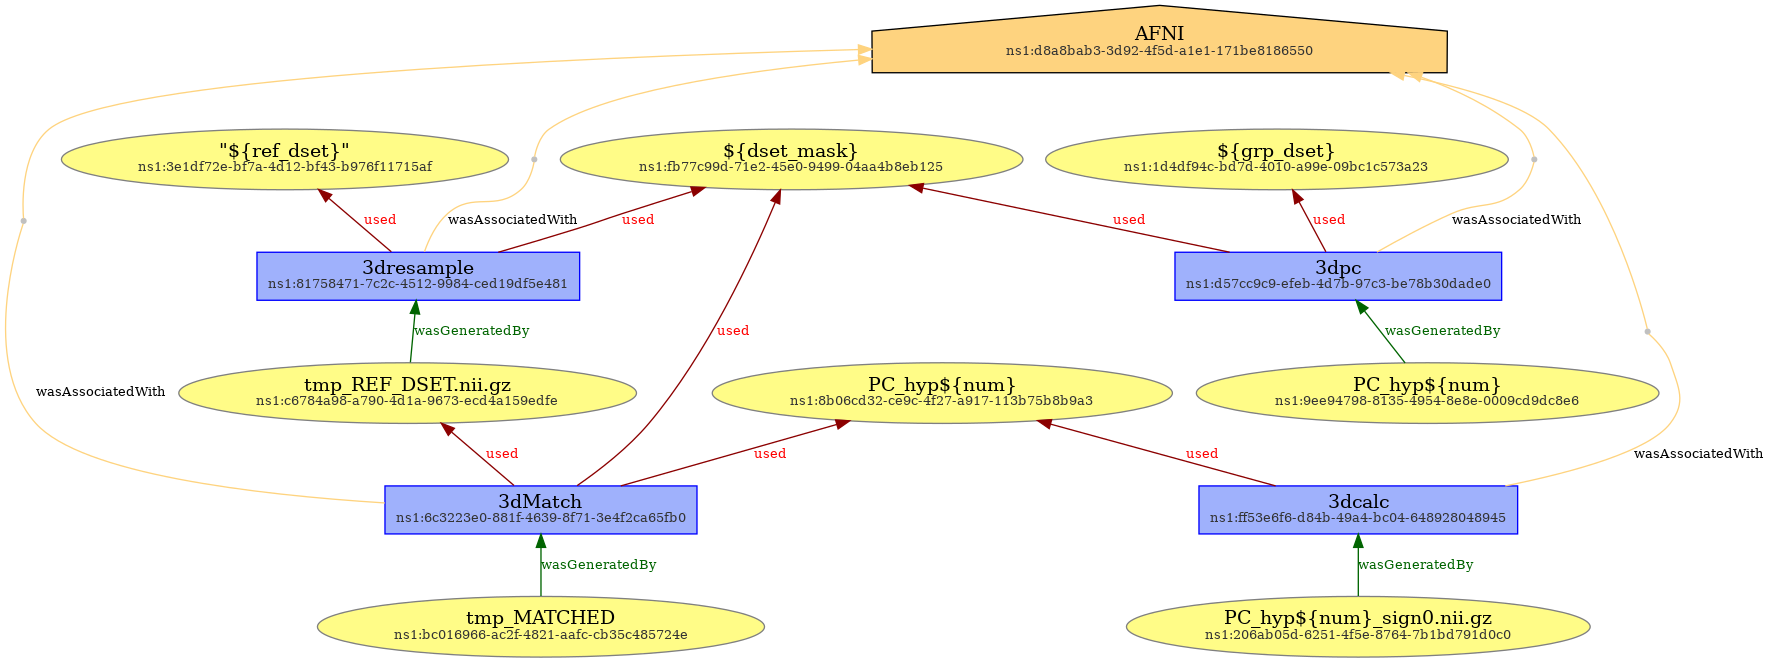 AFNI
ns1:d8a8bab3-3d92-4f5d-a1e1-171be8186550
"${ref_dset}"
ns1:3e1df72e-bf7a-4d12-bf43-b976f11715af
${dset_mask}
ns1:fb77c99d-71e2-45e0-9499-04aa4b8eb125
${grp_dset}
ns1:1d4df94c-bd7d-4010-a99e-09bc1c573a23
used
wasAssociatedWith
used
used
used
wasAssociatedWith
3dresample
ns1:81758471-7c2c-4512-9984-ced19df5e481
3dpc
ns1:d57cc9c9-efeb-4d7b-97c3-be78b30dade0
wasGeneratedBy
used
wasGeneratedBy
wasAssociatedWith
tmp_REF_DSET.nii.gz
ns1:c6784a98-a790-4d1a-9673-ecd4a159edfe
PC_hyp${num}
ns1:8b06cd32-ce9c-4f27-a917-113b75b8b9a3
PC_hyp${num}
ns1:9ee94798-8135-4954-8e8e-0009cd9dc8e6
used
used
used
wasAssociatedWith
3dMatch
ns1:6c3223e0-881f-4639-8f71-3e4f2ca65fb0
3dcalc
ns1:ff53e6f6-d84b-49a4-bc04-648928048945
wasGeneratedBy
wasGeneratedBy
tmp_MATCHED
ns1:bc016966-ac2f-4821-aafc-cb35c485724e
PC_hyp${num}_sign0.nii.gz
ns1:206ab05d-6251-4f5e-8764-7b1bd791d0c0